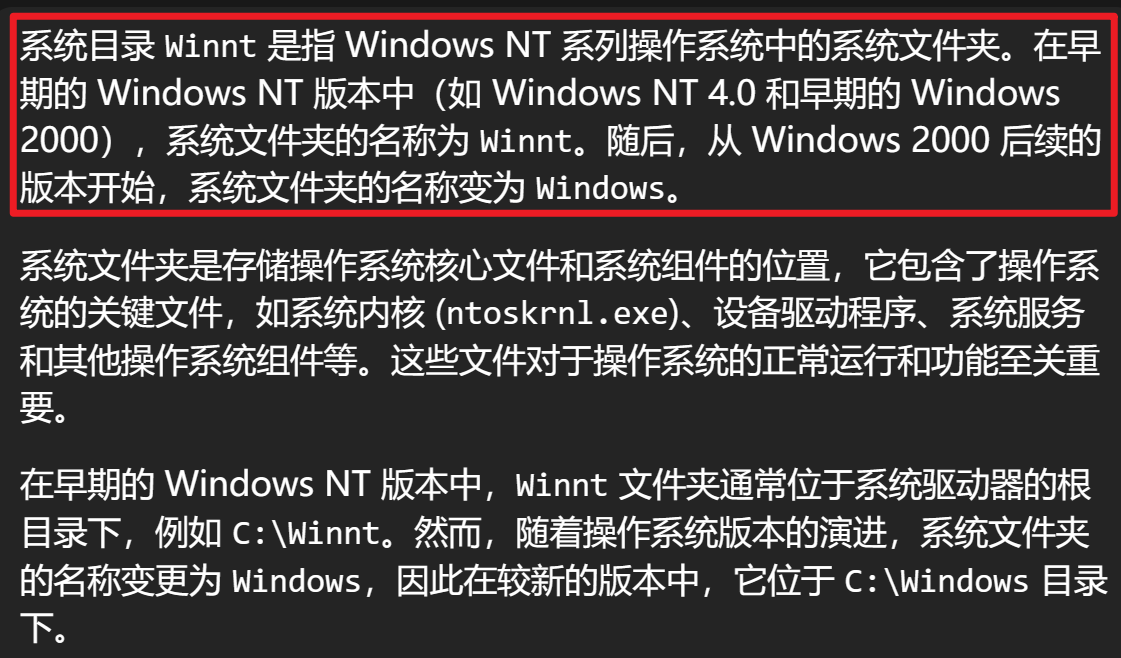 系统目录 Winnt 是指 Windows NT 系列操作系统中的系统文件夹。在早
期的 Windows NT 版本中（如 Windows NT 4.0 和早期的 Windows
2000），系统文件夹的名称为 Winnt。随后，从 Windows 2000 后续的
版本开始，系统文件夹的名称变为 Windows。
系统文件夹是存储操作系统核心文件和系统组件的位置，它包含了操作系
统的关键文件，如系统内核 (ntoskrnl.exe)、设备驱动程序、系统服务
和其他操作系统组件等。这些文件对于操作系统的正常运行和功能至关重
要。
在早期的 Windows NT 版本中，Winnt 文件夹通常位于系统驱动器的根
目录下，例如 C:\Winnt。然而，随着操作系统版本的演进，系统文件夹
的名称变更为 Windows，因此在较新的版本中，它位于 C:\Windows 目录
下。